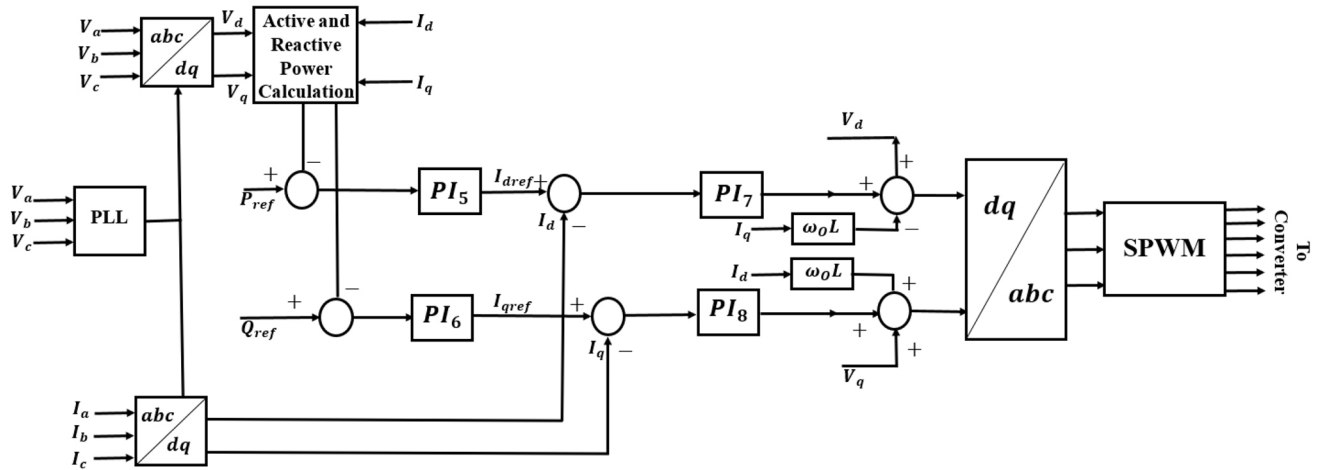 V_a
V_b
V_c
abc
dq
V_d
V_q
Active and
Reactive
Power
Calculation
I_d
I_q
V_a
V_b
V_c
PLL
+
−
P_ref
PI_5
I_dref
+
I_d
−
PI_7
V_d
+
+
−
I_q
ω_O L
I_d
ω_O L
+
−
Q_ref
PI_6
I_qref
+
I_q
−
PI_8
+
+
+
V_q
dq
abc
SPWM
To
Converter
I_a
I_b
I_c
abc
dq